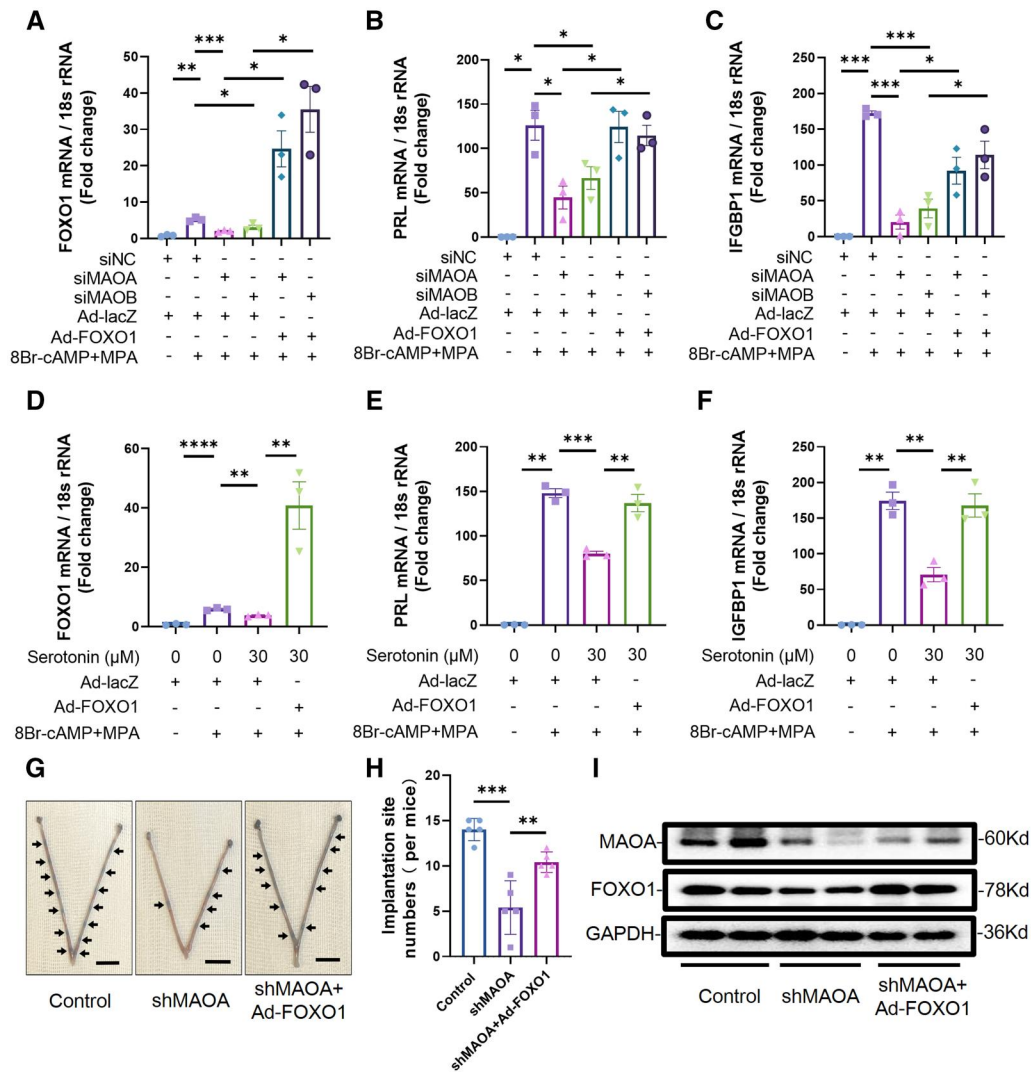 A
FOXO1 mRNA / 18s rRNA
(Fold change)
50
40
30
20
10
0
*** *
** *
*
siNC + + - - - -
siMAOA - - + - + -
siMAOB - - - + - +
Ad-lacZ + + + + - -
Ad-FOXO1 - - - - + +
8Br-cAMP+MPA - + + + + +
B
PRL mRNA / 18s rRNA
(Fold change)
200
150
100
50
0
*
* *
* *
siNC + + - - - -
siMAOA - - + - + -
siMAOB - - - + - +
Ad-lacZ + + + + - -
Ad-FOXO1 - - - - + +
8Br-cAMP+MPA - + + + + +
C
IFGBP1 mRNA / 18s rRNA
(Fold change)
250
200
150
100
50
0
***
*** *
*** *
siNC + + - - - -
siMAOA - - + - + -
siMAOB - - - + - +
Ad-lacZ + + + + - -
Ad-FOXO1 - - - - + +
8Br-cAMP+MPA - + + + + +
D
FOXO1 mRNA / 18s rRNA
(Fold change)
60
40
20
0
**** **
**
Serotonin (μM) 0 0 30 30
Ad-lacZ + + + -
Ad-FOXO1 - - - +
8Br-cAMP+MPA - + + +
E
PRL mRNA / 18s rRNA
(Fold change)
200
150
100
50
0
***
** **
Serotonin (μM) 0 0 30 30
Ad-lacZ + + + -
Ad-FOXO1 - - - +
8Br-cAMP+MPA - + + +
F
IGFBP1 mRNA / 18s rRNA
(Fold change)
250
200
150
100
50
0
**
** **
Serotonin (μM) 0 0 30 30
Ad-lacZ + + + -
Ad-FOXO1 - - - +
8Br-cAMP+MPA - + + +
G
Control
shMAOA
shMAOA+
Ad-FOXO1
H
Implantation site
numbers ( per mice)
20
15
10
5
0
***
**
Control
shMAOA
shMAOA+Ad-FOXO1
I
MAOA- -60Kd
FOXO1- -78Kd
GAPDH- -36Kd
Control
shMAOA
shMAOA+
Ad-FOXO1